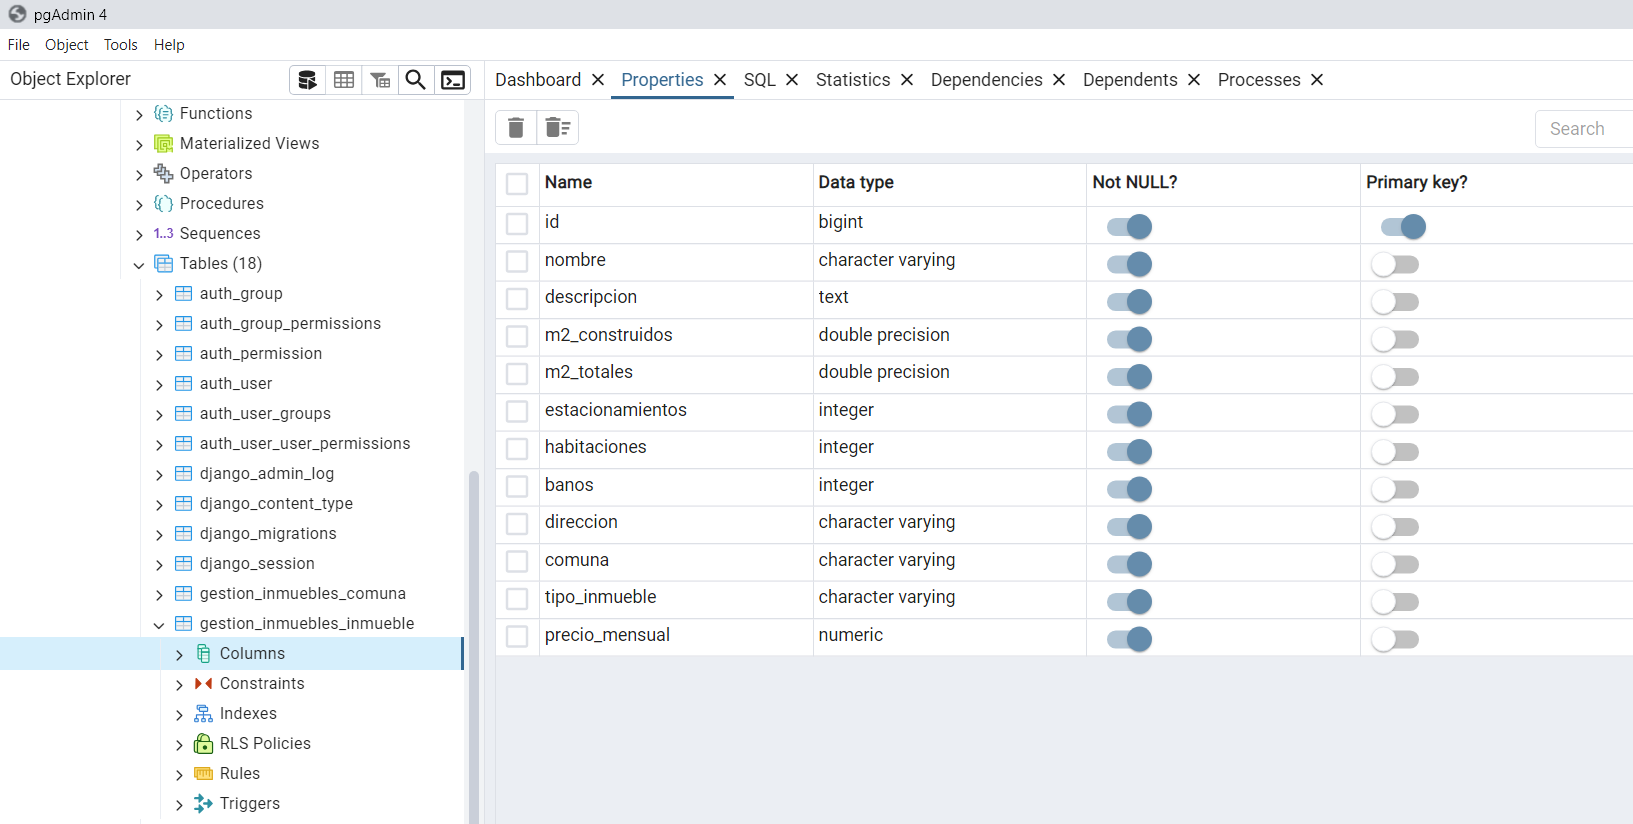 pgAdmin 4
File Object Tools Help
Object Explorer
Functions
Materialized Views
Operators
Procedures
1..3 Sequences
Tables (18)
auth_group
auth_group_permissions
auth_permission
auth_user
auth_user_groups
auth_user_user_permissions
django_admin_log
django_content_type
django_migrations
django_session
gestion_inmuebles_comuna
gestion_inmuebles_inmueble
Columns
Constraints
Indexes
RLS Policies
Rules
Triggers
Dashboard Properties SQL Statistics Dependencies Dependents Processes
Search
Name Data type Not NULL? Primary key?
id bigint
nombre character varying
descripcion text
m2_construidos double precision
m2_totales double precision
estacionamientos integer
habitaciones integer
banos integer
direccion character varying
comuna character varying
tipo_inmueble character varying
precio_mensual numeric